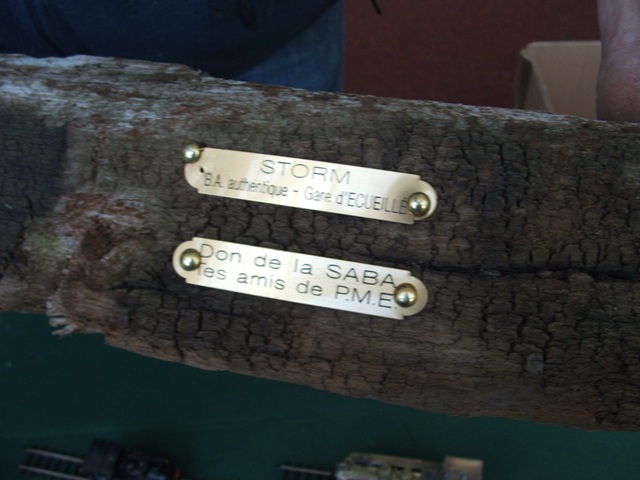 STORM
B.A. authentique - Gare d'ECUEILLE
Don de la SABA
les amis de P.M.E.